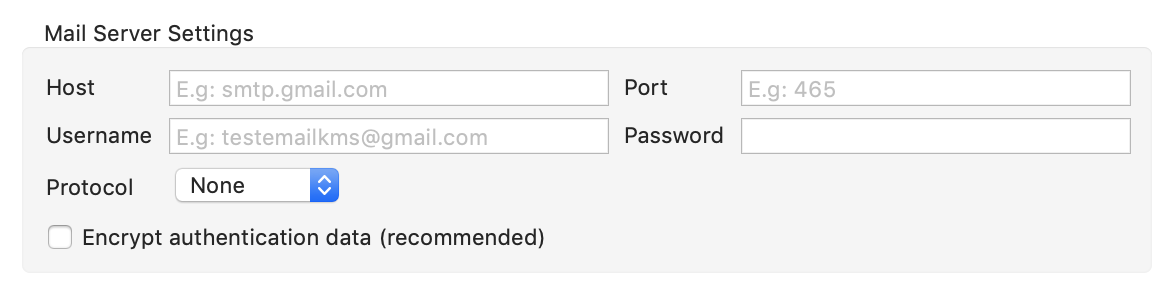 Mail Server Settings
Host E.g: smtp.gmail.com Port E.g: 465
Username E.g: testemailkms@gmail.com Password
Protocol None
Encrypt authentication data (recommended)